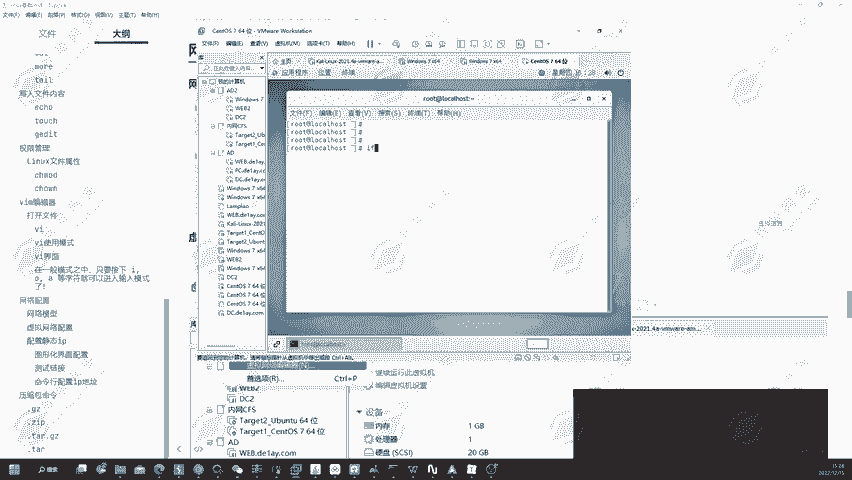 文件
大纲
more
tail
写入文件内容
echo
touch
gedit
权限管理
Linux文件属性
chmod
chown
vim编辑器
打开文件
vi
vi使用模式
vi界面
在一般模式之中，只要按下 i,
o, a 等字符就可以进入输入模式
了!
网络配置
网络模型
虚拟网络配置
配置静态ip
图形化界面配置
测试链接
命令行配置ip地址
压缩包命令
.gz
.zip
.tar.gz
.tar
CentOS 7 64 位 - VMware Workstation
文件(F) 编辑(E) 查看(V) 虚拟机(M) 选项卡(T) 帮助(H)
主页
Windows 7 x64
Windows 7 x64
CentOS 7 64 位
应用程序 位置 终端
我的计算机
AD2
Windows 7
WEB2
DC2
内网CFS
Target2_Ub
Target1_Cen
AD
WEB.de1ay.
PC.de1ay.c
DC.de1ay.c
Windows 7 x64
Windows 7 x64
Lampiao
WEB.de1ay.com
Kali-Linux-2021
Target1_CentO
Target2_Ubuntu
Windows 7 x64
WEB2
Windows 7 x64
DC2
CentOS 7 64 位
CentOS 7 64 位
CentOS 7 64 位
DC.de1ay.com
root@localhost:~
文件(F) 编辑(E) 查看(V) 搜索(S) 终端(T) 帮助(H)
[root@localhost ~]#
[root@localhost ~]#
[root@localhost ~]#
[root@localhost ~]# if
首选项(R)... Ctrl+P
继续运行此虚拟机
编辑虚拟机设置
WEB2
DC2
内网CFS
Target2_Ubuntu 64 位
Target1_CentOS 7 64 位
AD
WEB.de1ay.com
设备
内存 1 GB
处理器 1
硬盘 (SCSI) 20 GB
搜索
15:08
2022/12/15